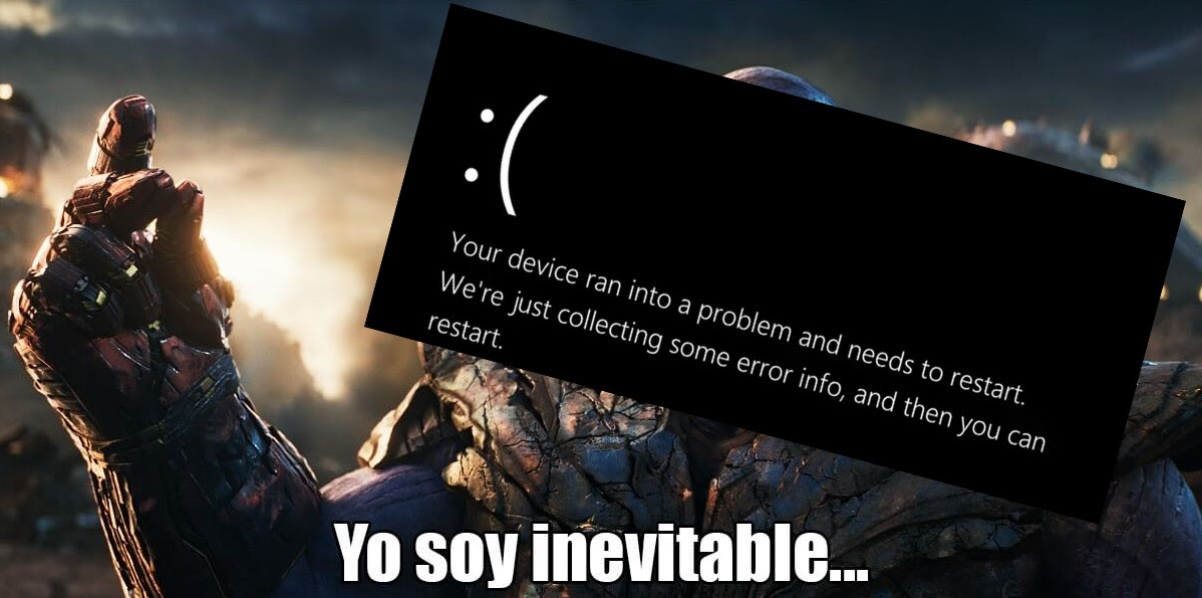 :(
Your device ran into a problem and needs to restart.
We're just collecting some error info, and then you can
restart.
Yo soy inevitable...